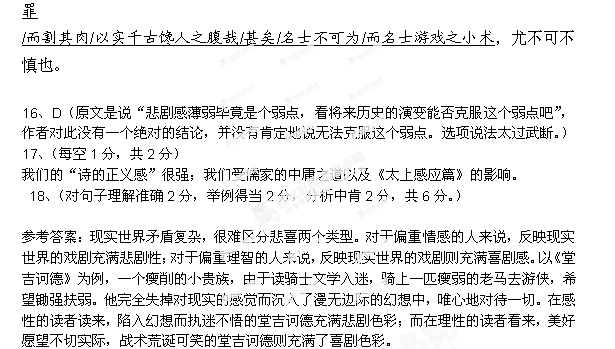 罪
/而割其肉/以实千古馋人之腹哉/甚矣/名士不可为/而名士游戏之小术，尤不可不
慎也。
16、D（原文是说“悲剧感薄弱毕竟是个弱点，看将来历史的演变能否克服这个弱点吧”，
作者对此没有一个绝对的结论，并没有肯定地说无法克服这个弱点。选项说法太过武断。）
17、（每空 1 分，共 2 分）
我们的“诗的正义感”很强；我们受儒家的中庸之道以及《太上感应篇》的影响。
18、（对句子理解准确 2 分，举例得当 2 分，分析中肯 2 分，共 6 分。）
参考答案：现实世界矛盾复杂，很难区分悲喜两个类型。对于偏重情感的人来说，反映现实
世界的戏剧充满悲剧性；对于偏重理智的人来说，反映现实世界的戏剧则充满喜剧感。以《堂
吉诃德》为例，一个瘦削的小贵族，由于读骑士文学入迷，骑上一匹瘦弱的老马去游侠，希
望锄强扶弱。他完全失掉对现实的感觉而沉入了漫无边际的幻想中，唯心地对待一切。在感
性的读者读来，陷入幻想而执迷不悟的堂吉诃德充满悲剧色彩；而在理性的读者看来，美好
愿望不切实际，战术荒诞可笑的堂吉诃德则充满了喜剧色彩。